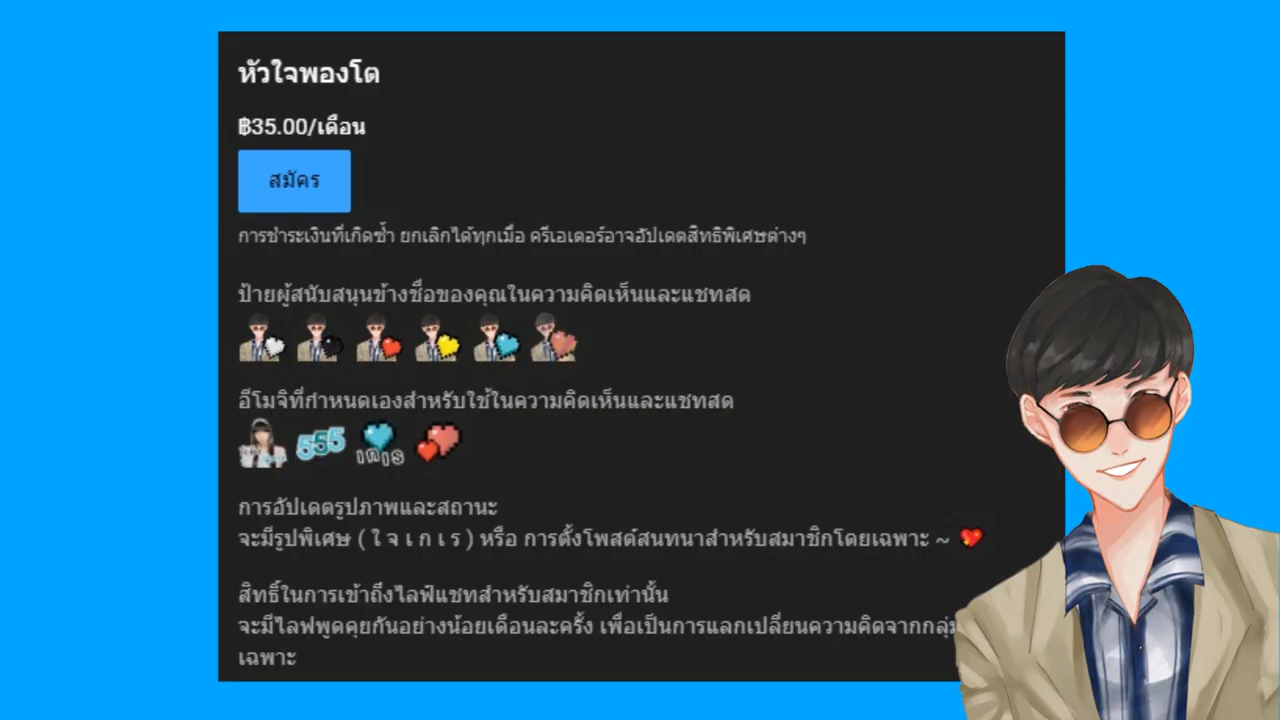 หัวใจพองโต
฿35.00/เดือน
สมัคร
การชำระเงินที่เกิดซ้ำ ยกเลิกได้ทุกเมื่อ ครีเอเตอร์อาจอัปเดตสิทธิพิเศษต่างๆ
ป้ายผู้สนับสนุนข้างชื่อของคุณในความคิดเห็นและแชทสด
อีโมจิที่กำหนดเองสำหรับใช้ในความคิดเห็นและแชทสด
555
เกเร
การอัปเดตรูปภาพและสถานะ
จะมีรูปพิเศษ ( ใ จ เ ก เ ร ) หรือ การตั้งโพสต์สนทนาสำหรับสมาชิกโดยเฉพาะ ~
สิทธิ์ในการเข้าถึงไลฟ์แชทสำหรับสมาชิกเท่านั้น
จะมีไลฟพูดคุยกันอย่างน้อยเดือนละครั้ง เพื่อเป็นการแลกเปลี่ยนความคิดจากกลุ่ม
เฉพาะ